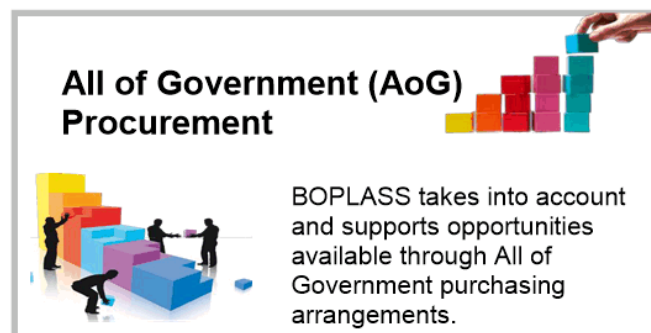 All of Government (AoG)
Procurement
BOPLASS takes into account
and supports opportunities
available through All of
Government purchasing
arrangements.